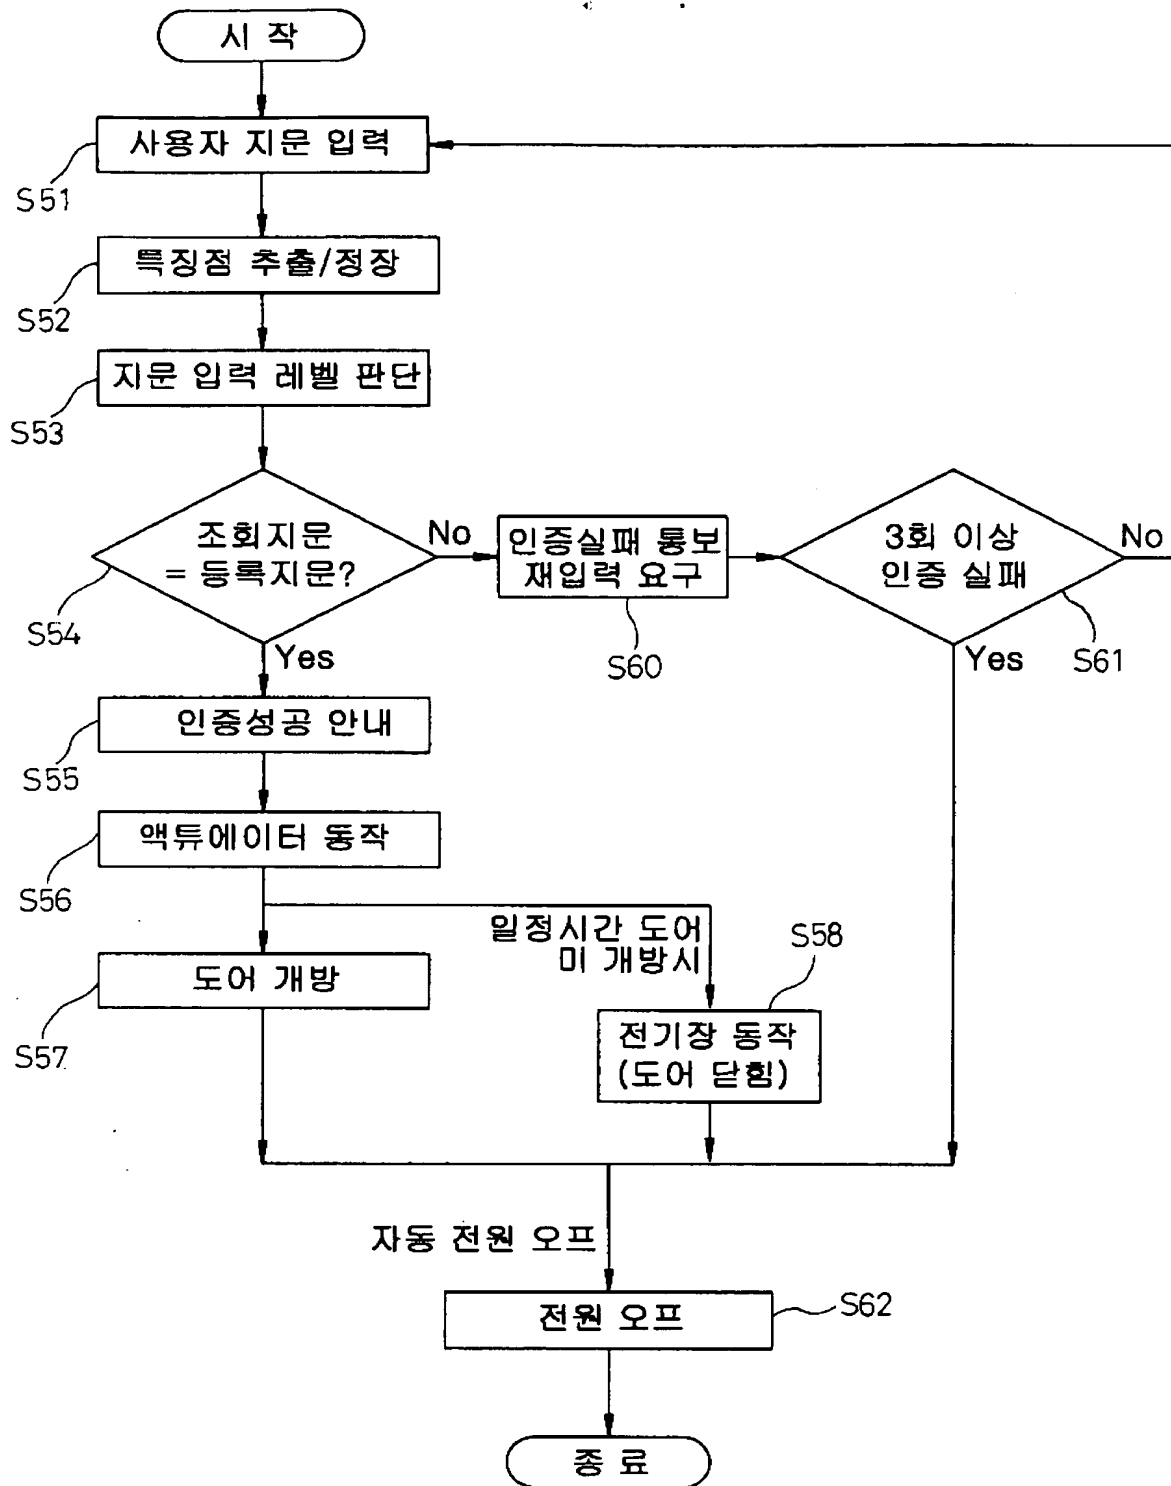 시 작
사용자 지문 입력
S51
특징점 추출/정장
S52
지문 입력 레벨 판단
S53
조회지문
= 등록지문?
S54
No
인증실패 통보
재입력 요구
S60
3회 이상
인증 실패
No
S61
Yes
Yes
인증성공 안내
S55
액튜에이터 동작
S56
일정시간 도어
미 개방시
S58
도어 개방
S57
전기장 동작
(도어 닫힘)
자동 전원 오프
전원 오프
S62
종 료